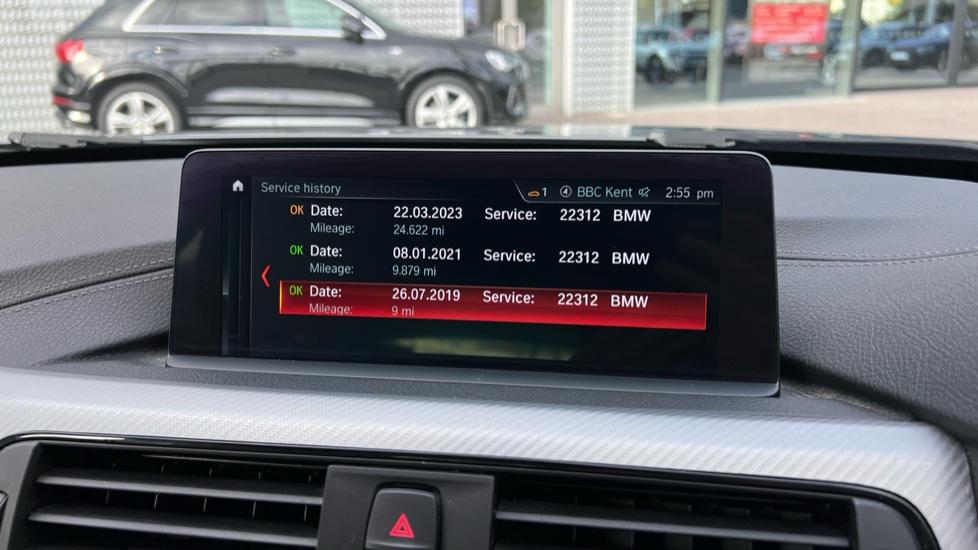 Service history
1 BBC Kent 2:55 pm
OK Date: 22.03.2023 Service: 22312 BMW
Mileage: 24.622 mi
OK Date: 08.01.2021 Service: 22312 BMW
Mileage: 9.879 mi
OK Date: 26.07.2019 Service: 22312 BMW
Mileage: 9 mi